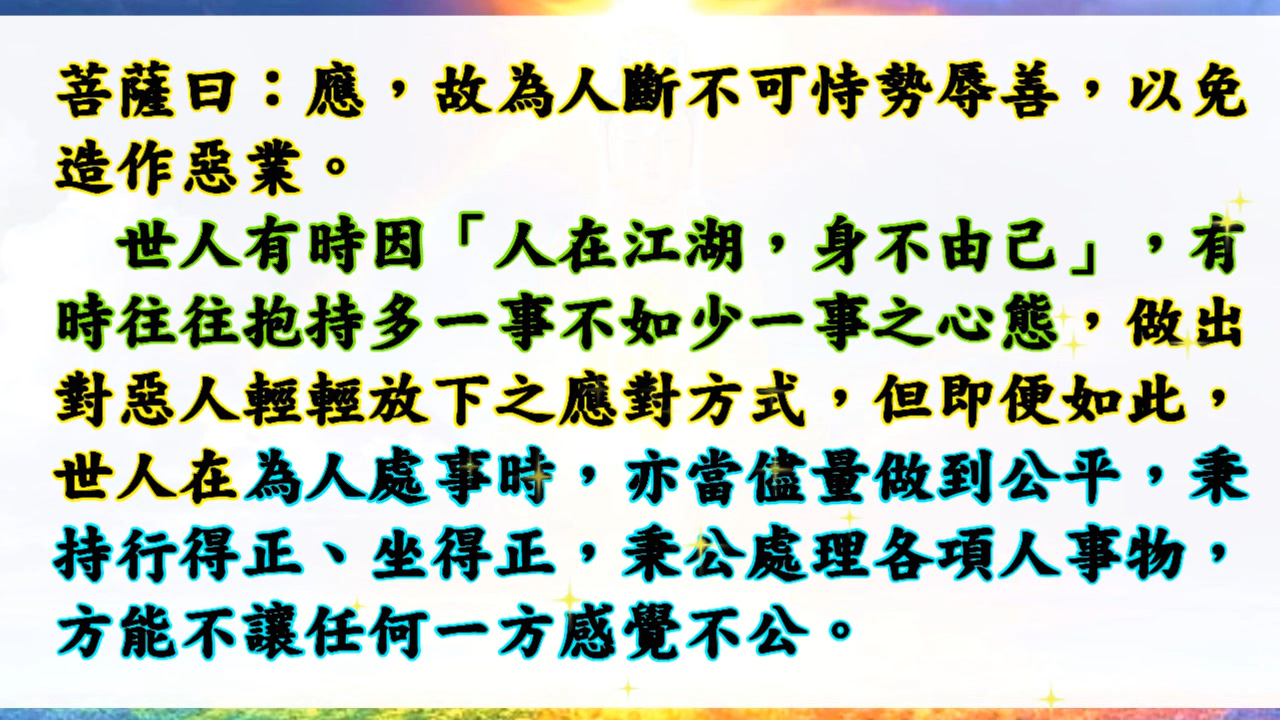 菩薩曰：應，故為人斷不可恃勢辱善，以免
造作惡業。
　世人有時因「人在江湖，身不由己」，有
時往往抱持多一事不如少一事之心態，做出
對惡人輕輕放下之應對方式，但即便如此，
世人在為人處事時，亦當儘量做到公平，秉
持行得正、坐得正，秉公處理各項人事物，
方能不讓任何一方感覺不公。